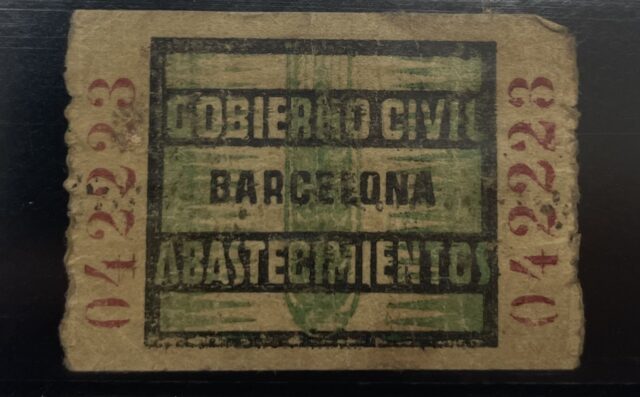 042223
GOBIERNO CIVIL
BARCELONA
ABASTECIMIENTOS
042223